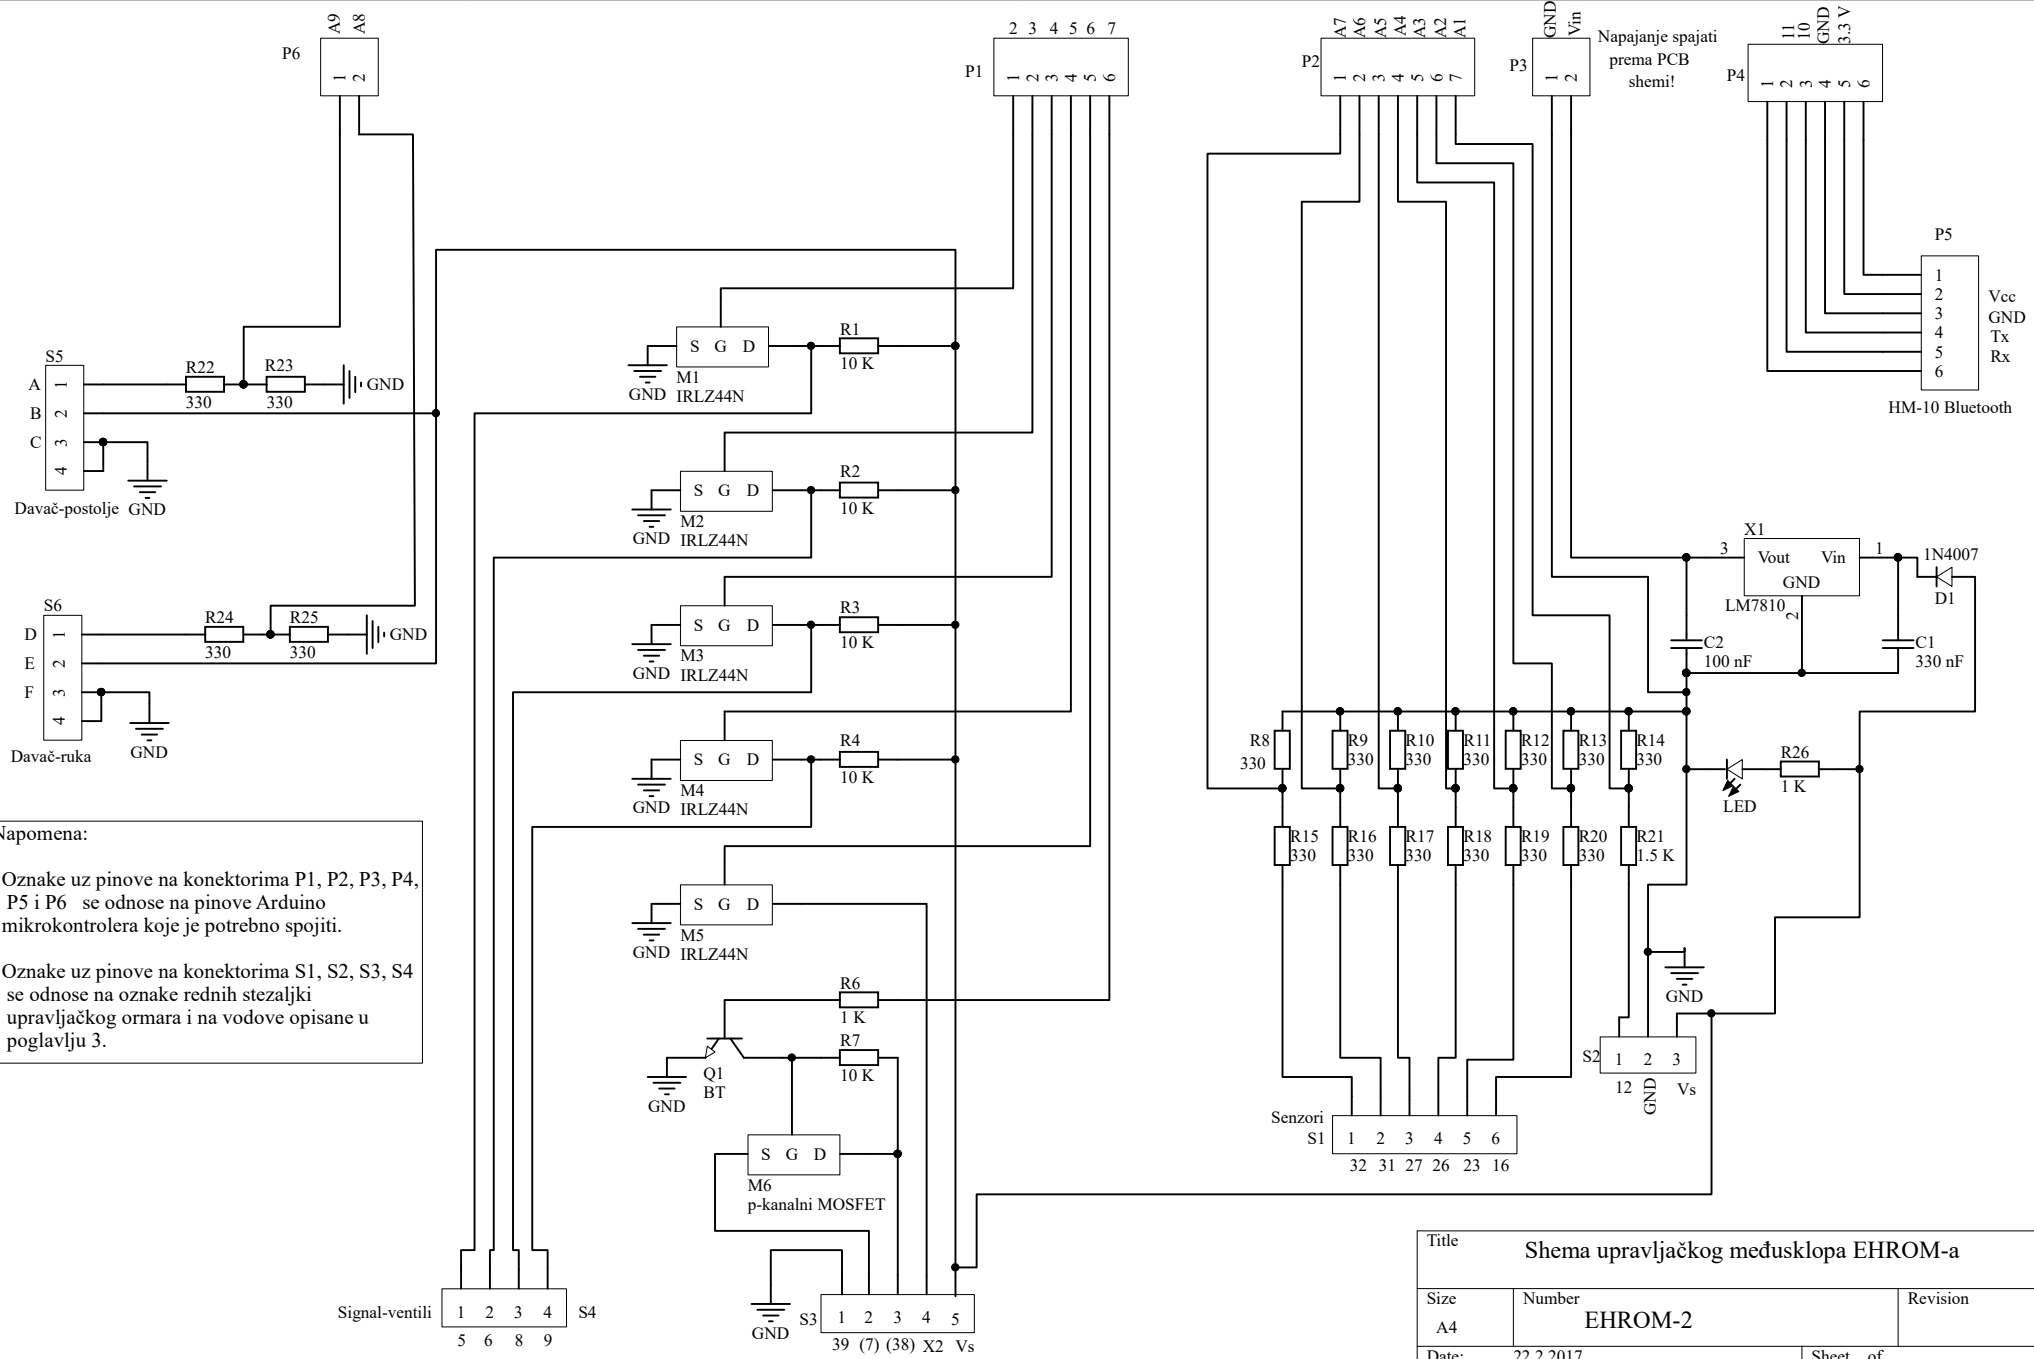 A9 A8
P6
1 2
2 3 4 5 6 7
P1
1 2 3 4 5 6
A7 A6 A5 A4 A3 A2 A1
P2
1 2 3 4 5 6 7
GND Vin
P3
1 2
Napajanje spajati
prema PCB
shemi!
11 10 GND 3.3 V
P4
1 2 3 4 5 6
P5
1
2 Vcc
3 GND
4 Tx
5 Rx
6
HM-10 Bluetooth
S5
A 1
B 2
C 3
4
Davač-postolje
GND
R22
330
R23
330
GND
S6
D 1
E 2
F 3
4
Davač-ruka
GND
R24
330
R25
330
GND
S G D
M1
IRLZ44N
GND
R1
10 K
S G D
M2
IRLZ44N
GND
R2
10 K
S G D
M3
IRLZ44N
GND
R3
10 K
S G D
M4
IRLZ44N
GND
R4
10 K
S G D
M5
IRLZ44N
GND
R6
1 K
R7
10 K
Q1
BT
GND
S G D
M6
p-kanalni MOSFET
X1
3 Vout Vin 1
GND
LM7810
2
1N4007
D1
C2
100 nF
C1
330 nF
R8
330
R9
330
R10
330
R11
330
R12
330
R13
330
R14
330
R26
1 K
LED
R15
330
R16
330
R17
330
R18
330
R19
330
R20
330
R21
1.5 K
GND
S2 1 2 3
12 GND Vs
Senzori
S1 1 2 3 4 5 6
32 31 27 26 23 16
Napomena:
Oznake uz pinove na konektorima P1, P2, P3, P4,
P5 i P6 se odnose na pinove Arduino
mikrokontrolera koje je potrebno spojiti.
Oznake uz pinove na konektorima S1, S2, S3, S4
se odnose na oznake rednih stezaljki
upravljačkog ormara i na vodove opisane u
poglavlju 3.
Signal-ventili 1 2 3 4 S4
5 6 8 9
GND
S3 1 2 3 4 5
39 (7) (38) X2 Vs
Title
Shema upravljačkog međusklopa EHROM-a
Size
A4
Number
EHROM-2
Revision
Date: 22.2.2017
Sheet of